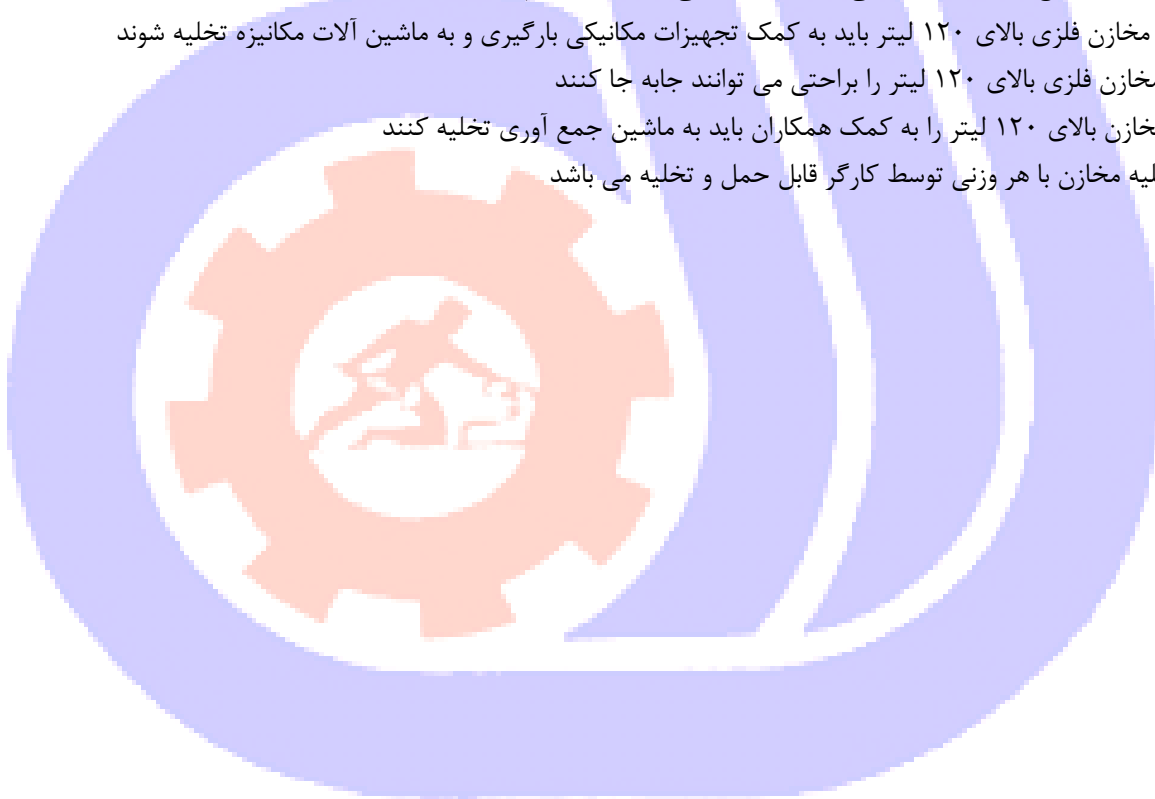 مخازن فلزی بالای ۱۲۰ لیتر باید به کمک تجهیزات مکانیکی بارگیری و به ماشین آلات مکانیزه تخلیه شوند
مخازن فلزی بالای ۱۲۰ لیتر را براحتی می توانند جابه جا کنند
مخازن بالای ۱۲۰ لیتر را به کمک همکاران باید به ماشین جمع آوری تخلیه کنند
مخازن با هر وزنی توسط کارگر قابل حمل و تخلیه می باشد